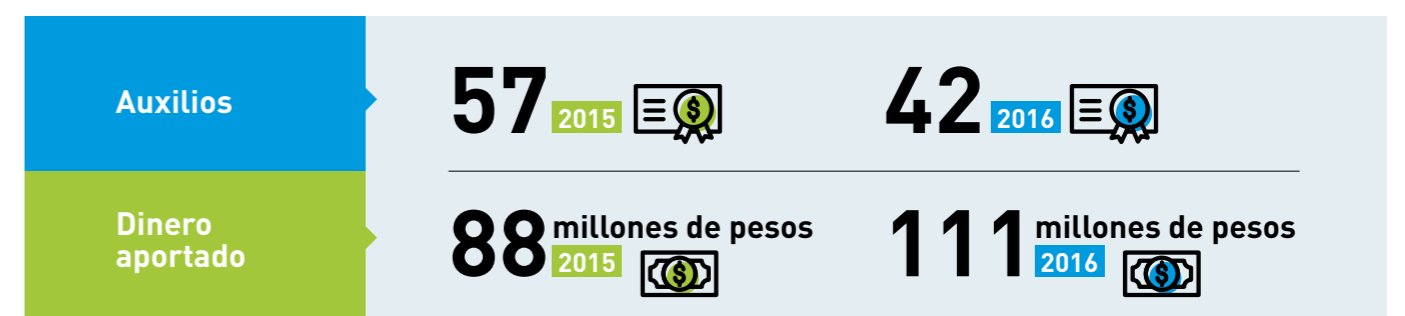 Auxilios
57 2015 $
42 2016 $
Dinero
aportado
88 millones de pesos
2015 $
111 millones de pesos
2016 $